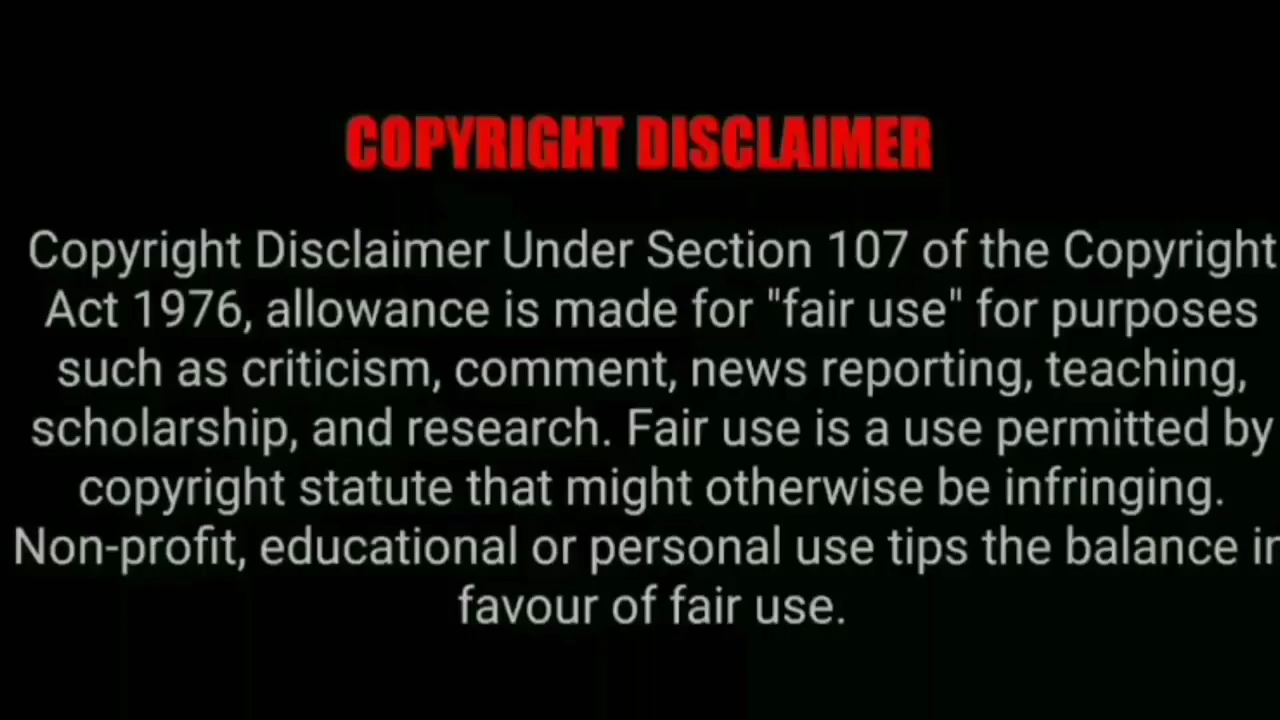 COPYRIGHT DISCLAIMER
Copyright Disclaimer Under Section 107 of the Copyright
Act 1976, allowance is made for "fair use" for purposes
such as criticism, comment, news reporting, teaching,
scholarship, and research. Fair use is a use permitted by
copyright statute that might otherwise be infringing.
Non-profit, educational or personal use tips the balance in
favour of fair use.